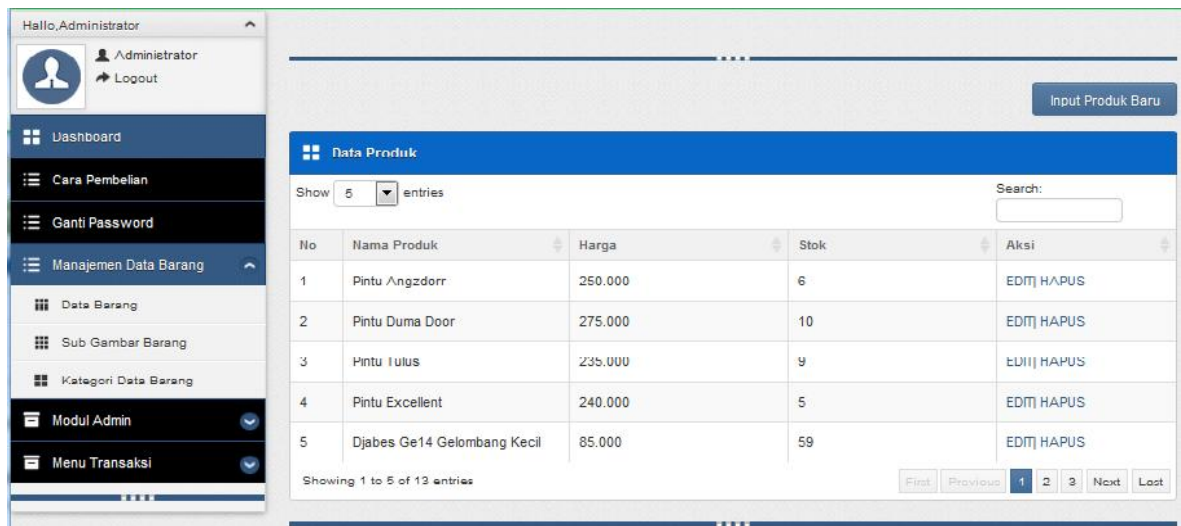 Hallo,Administrator
Administrator
Logout
Dashboard
Cara Pembelian
Ganti Password
Manajemen Data Barang
Data Barang
Sub Gambar Barang
Kategori Data Barang
Modul Admin
Menu Transaksi
Input Produk Baru
Data Produk
Show 5 entries
Search:
No Nama Produk Harga Stok Aksi
1 Pintu Angzdorr 250.000 6 EDIT| HAPUS
2 Pintu Duma Door 275.000 10 EDIT| HAPUS
3 Pintu Tulus 235.000 9 EDIT| HAPUS
4 Pintu Excellent 240.000 5 EDIT| HAPUS
5 Djabes Ge14 Gelombang Kecil 85.000 59 EDIT| HAPUS
Showing 1 to 5 of 13 entries
First Previous 1 2 3 Next Last